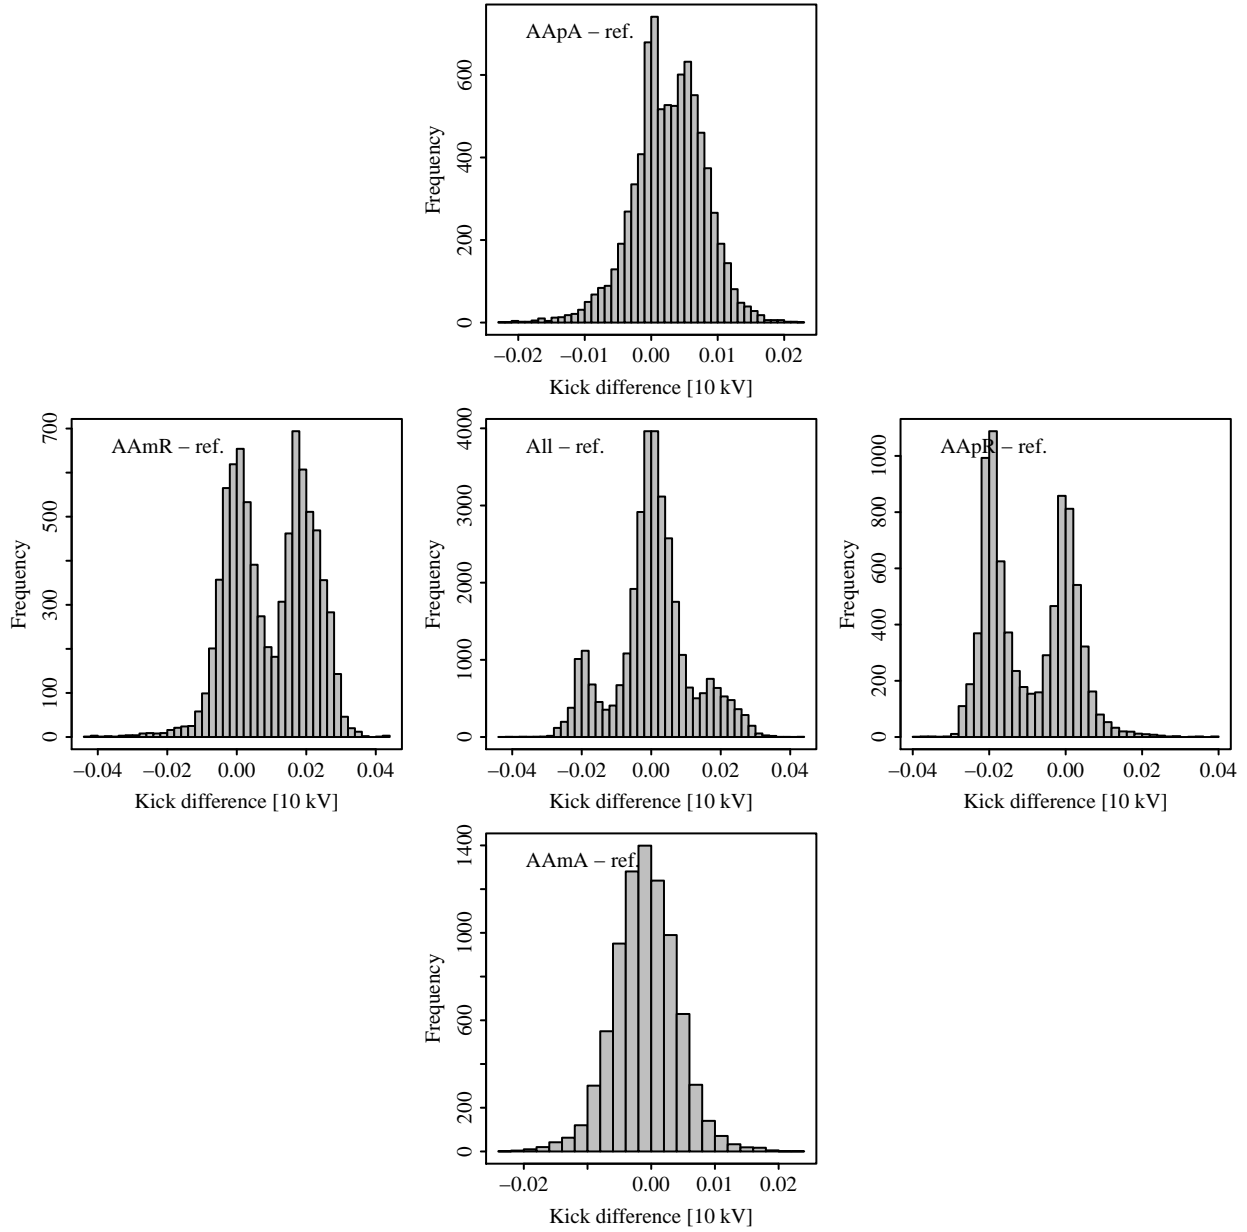 AApA – ref.
Frequency
0 200 400 600
−0.02 −0.01 0.00 0.01 0.02
Kick difference [10 kV]
AAmR – ref.
Frequency
0 100 300 500 700
−0.04 −0.02 0.00 0.02 0.04
Kick difference [10 kV]
All – ref.
Frequency
0 1000 2000 3000 4000
−0.04 −0.02 0.00 0.02 0.04
Kick difference [10 kV]
AApR – ref.
Frequency
0 200 400 600 800 1000
−0.04 −0.02 0.00 0.02 0.04
Kick difference [10 kV]
AAmA – ref.
Frequency
0 200 600 1000 1400
−0.02 0.00 0.01 0.02
Kick difference [10 kV]